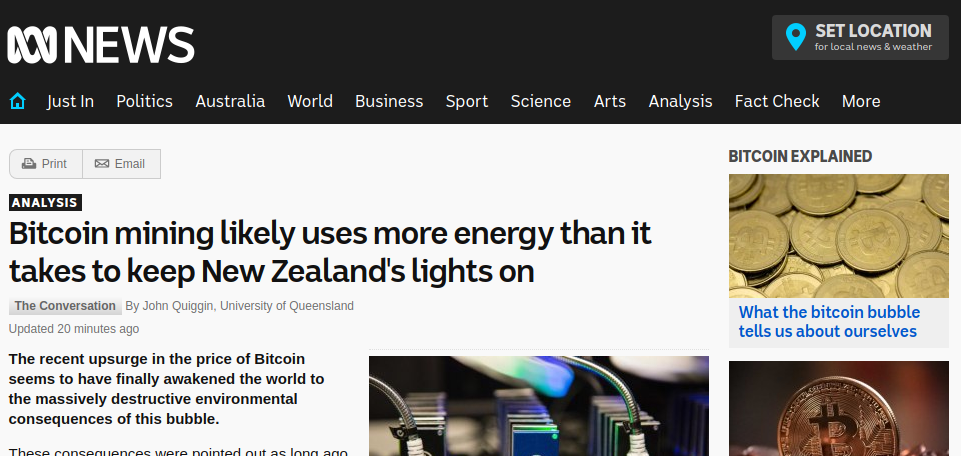 NEWS
SET LOCATION
for local news & weather
Just In Politics Australia World Business Sport Science Arts Analysis Fact Check More
Print Email
ANALYSIS
Bitcoin mining likely uses more energy than it
takes to keep New Zealand's lights on
The Conversation By John Quiggin, University of Queensland
Updated 20 minutes ago
The recent upsurge in the price of Bitcoin
seems to have finally awakened the world to
the massively destructive environmental
consequences of this bubble.
These consequences were pointed out as long ago
BITCOIN EXPLAINED
What the bitcoin bubble
tells us about ourselves